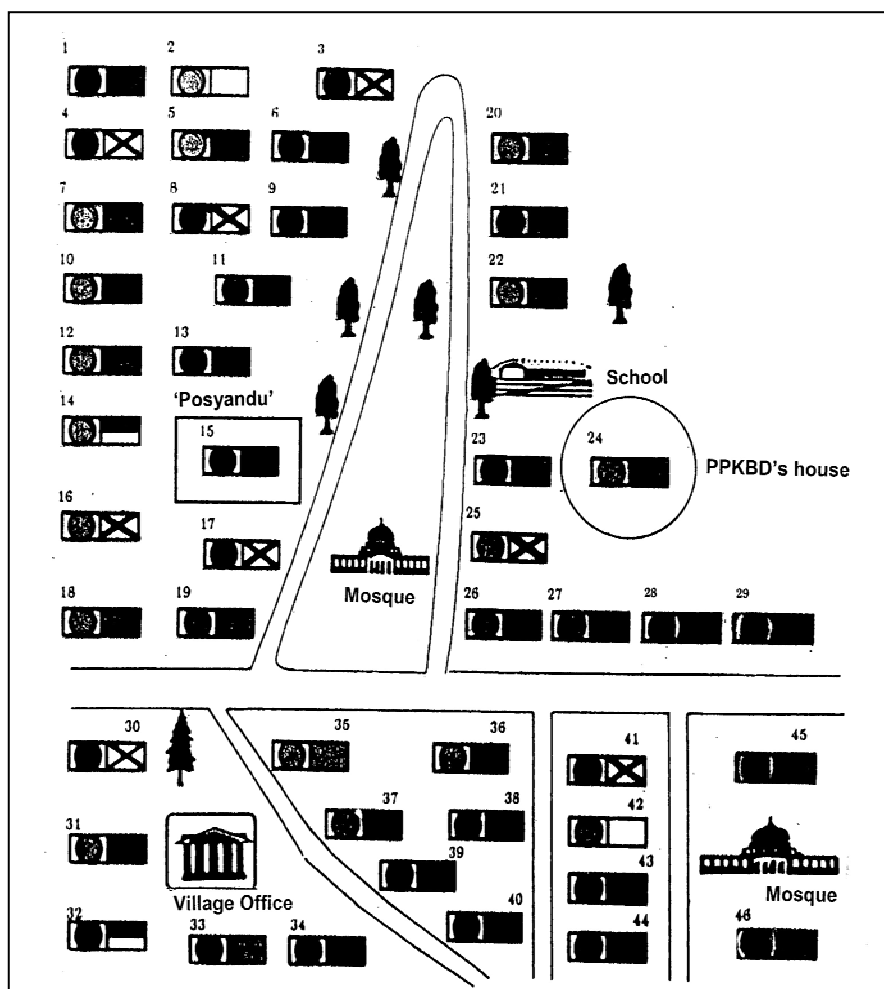 1 2 3
4 5 6 20
7 8 9 21
10 11 22
School
12 13
'Posyandu'
14 15 23 24
PPKBD's house
16 17 25
Mosque
18 19 26 27 28 29
30 35 36 41 45
37 38 42
31 39 43
Mosque
Village Office
32 33 34 40 44 46